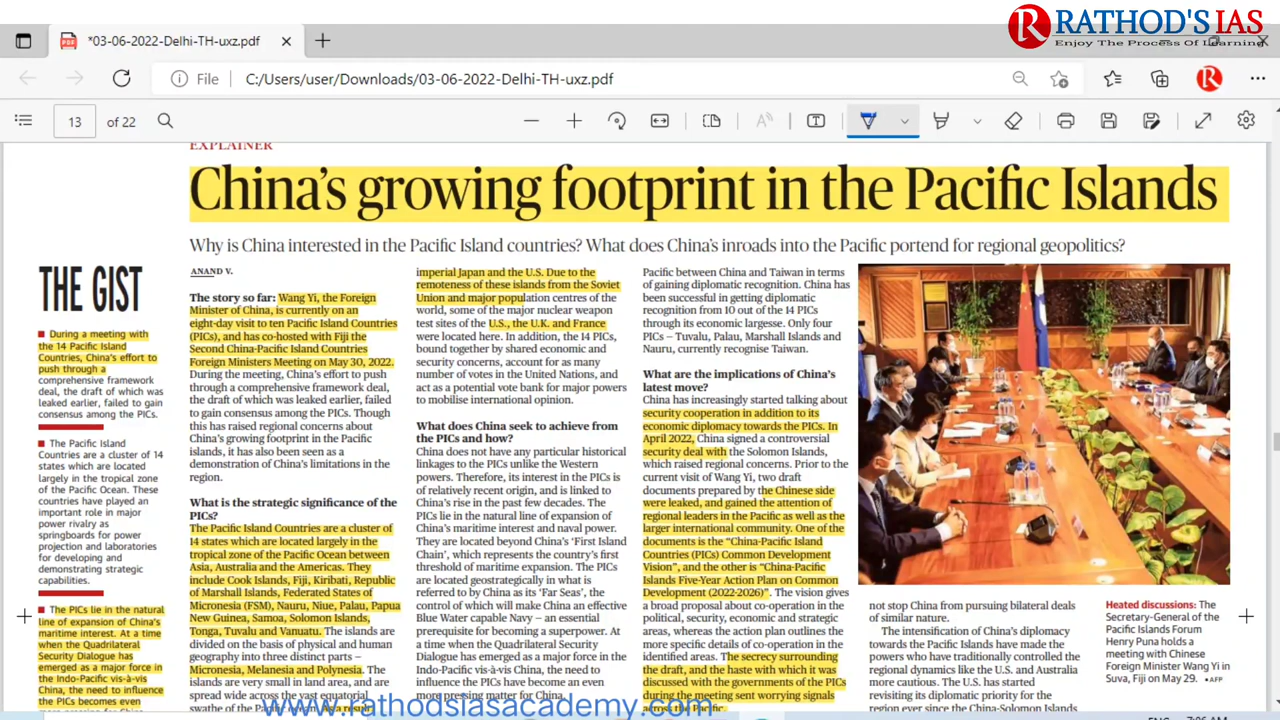 RATHOD'S IAS
Enjoy The Process Of Learning
*03-06-2022-Delhi-TH-uxz.pdf
File
C:/Users/user/Downloads/03-06-2022-Delhi-TH-uxz.pdf
13 of 22
EXPLAINER
China's growing footprint in the Pacific Islands
Why is China interested in the Pacific Island countries? What does China's inroads into the Pacific portend for regional geopolitics?
THE GIST
During a meeting with
the 14 Pacific Island
Countries, China's effort to
push through a
comprehensive framework
deal, the draft of which was
leaked earlier, failed to gain
consensus among the PICs.
The Pacific Island
Countries are a cluster of 14
states which are located
largely in the tropical zone
of the Pacific Ocean. These
countries have played an
important role in major
power rivalry as
springboards for power
projection and laboratories
for developing and
demonstrating strategic
capabilities.
The PICs lie in the natural
line of expansion of China's
maritime interest. At a time
when the Quadrilateral
Security Dialogue has
emerged as a major force in
the Indo-Pacific vis-à-vis
China, the need to influence
the PICs becomes even
ANAND V.
The story so far: Wang Yi, the Foreign
Minister of China, is currently on an
eight-day visit to ten Pacific Island Countries
(PICs), and has co-hosted with Fiji the
Second China-Pacific Island Countries
Foreign Ministers Meeting on May 30, 2022.
During the meeting, China's effort to push
through a comprehensive framework deal,
the draft of which was leaked earlier, failed
to gain consensus among the PICs. Though
this has raised regional concerns about
China's growing footprint in the Pacific
islands, it has also been seen as a
demonstration of China's limitations in the
region.
What is the strategic significance of the
PICs?
The Pacific Island Countries are a cluster of
14 states which are located largely in the
tropical zone of the Pacific Ocean between
Asia, Australia and the Americas. They
include Cook Islands, Fiji, Kiribati, Republic
of Marshall Islands, Federated States of
Micronesia (FSM), Nauru, Niue, Palau, Papua
New Guinea, Samoa, Solomon Islands,
Tonga, Tuvalu and Vanuatu. The islands are
divided on the basis of physical and human
geography into three distinct parts –
Micronesia, Melanesia and Polynesia. The
islands are very small in land area, and are
spread wide across the vast equatorial
swathe of the Pacific ocean. As a result,
imperial Japan and the U.S. Due to the
remoteness of these islands from the Soviet
Union and major population centres of the
world, some of the major nuclear weapon
test sites of the U.S., the U.K. and France
were located here. In addition, the 14 PICs,
bound together by shared economic and
security concerns, account for as many
number of votes in the United Nations, and
act as a potential vote bank for major powers
to mobilise international opinion.
What does China seek to achieve from
the PICs and how?
China does not have any particular historical
linkages to the PICs unlike the Western
powers. Therefore, its interest in the PICs is
of relatively recent origin, and is linked to
China's rise in the past few decades. The
PICs lie in the natural line of expansion of
China's maritime interest and naval power.
They are located beyond China's 'First Island
Chain', which represents the country's first
threshold of maritime expansion. The PICs
are located geostrategically in what is
referred to by China as its 'Far Seas', the
control of which will make China an effective
Blue Water capable Navy – an essential
prerequisite for becoming a superpower. At
a time when the Quadrilateral Security
Dialogue has emerged as a major force in the
Indo-Pacific vis-à-vis China, the need to
influence the PICs have become an even
more pressing matter for China.
Pacific between China and Taiwan in terms
of gaining diplomatic recognition. China has
been successful in getting diplomatic
recognition from 10 out of the 14 PICs
through its economic largesse. Only four
PICs – Tuvalu, Palau, Marshall Islands and
Nauru, currently recognise Taiwan.
What are the implications of China's
latest move?
China has increasingly started talking about
security cooperation in addition to its
economic diplomacy towards the PICs. In
April 2022, China signed a controversial
security deal with the Solomon Islands,
which raised regional concerns. Prior to the
current visit of Wang Yi, two draft
documents prepared by the Chinese side
were leaked, and gained the attention of
regional leaders in the Pacific as well as the
larger international community. One of the
documents is the "China-Pacific Island
Countries (PICs) Common Development
Vision", and the other is "China-Pacific
Islands Five-Year Action Plan on Common
Development (2022-2026)". The vision gives
a broad proposal about co-operation in the
political, security, economic and strategic
areas, whereas the action plan outlines the
more specific details of co-operation in the
identified areas. The secrecy surrounding
the draft, and the haste with which it was
discussed with the governments of the PICs
during the meeting sent worrying signals
across the Pacific.
not stop China from pursuing bilateral deals
of similar nature.
The intensification of China's diplomacy
towards the Pacific Islands have made the
powers who have traditionally controlled the
regional dynamics like the U.S. and Australia
more cautious. The U.S. has started
revisiting its diplomatic priority for the
Heated discussions: The
Secretary-General of the
Pacific Islands Forum
Henry Puna holds a
meeting with Chinese
Foreign Minister Wang Yi in
Suva, Fiji on May 29. • AFP
www.rathodsiasacademy.com